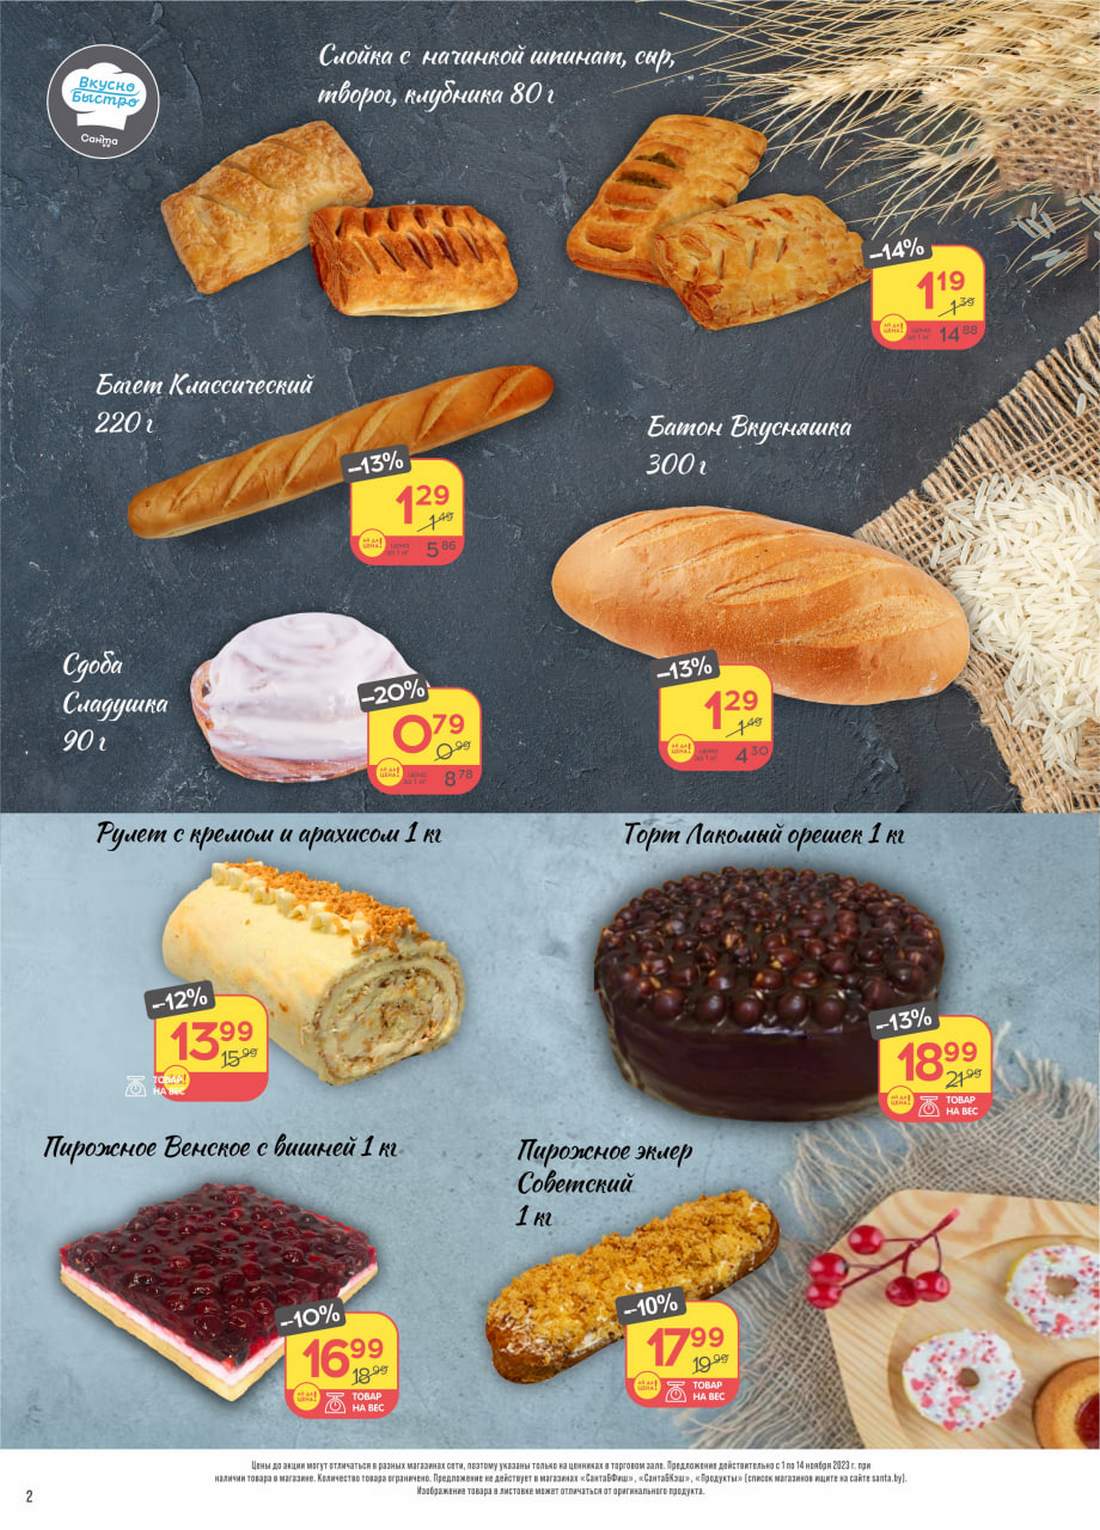 Вкусно
Быстро
Санта
Слойка с начинкой шпинат, сыр,
творог, клубника 80 г
–14%
1 19
1 39
цена
за 1 кг
14 88
Багет Классический
220 г
–13%
1 29
1 49
цена
за 1 кг
5 86
Батон Вкусняшка
300 г
–13%
1 29
1 49
цена
за 1 кг
4 30
Сдоба
Сладушка
90 г
–20%
0 79
0 99
цена
за 1 кг
8 78
Рулет с кремом и арахисом 1 кг
–12%
13 99
15 99
ТОВАР
НА ВЕС
Торт Лакомый орешек 1 кг
–13%
18 99
21 99
ТОВАР
НА ВЕС
Пирожное Венское с вишней 1 кг
–10%
16 99
18 99
ТОВАР
НА ВЕС
Пирожное эклер
Советский
1 кг
–10%
17 99
19 99
ТОВАР
НА ВЕС
Цены до акции могут отличаться в разных магазинах сети, поэтому указаны только на ценниках в торговом зале. Предложение действительно с 1 по 14 ноября 2023 г. при
наличии товара в магазине. Количество товара ограничено. Предложение не действует в магазинах «Санта&Фиш», «Санта&Кэш», «Продукты» (список магазинов ищите на сайте santa.by).
Изображение товара в листовке может отличаться от оригинального продукта.
2